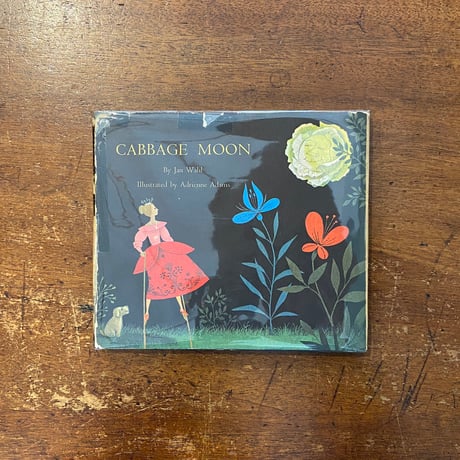 CABBAGE MOON
By Jan Wahl
Illustrated by Adrienne Adams